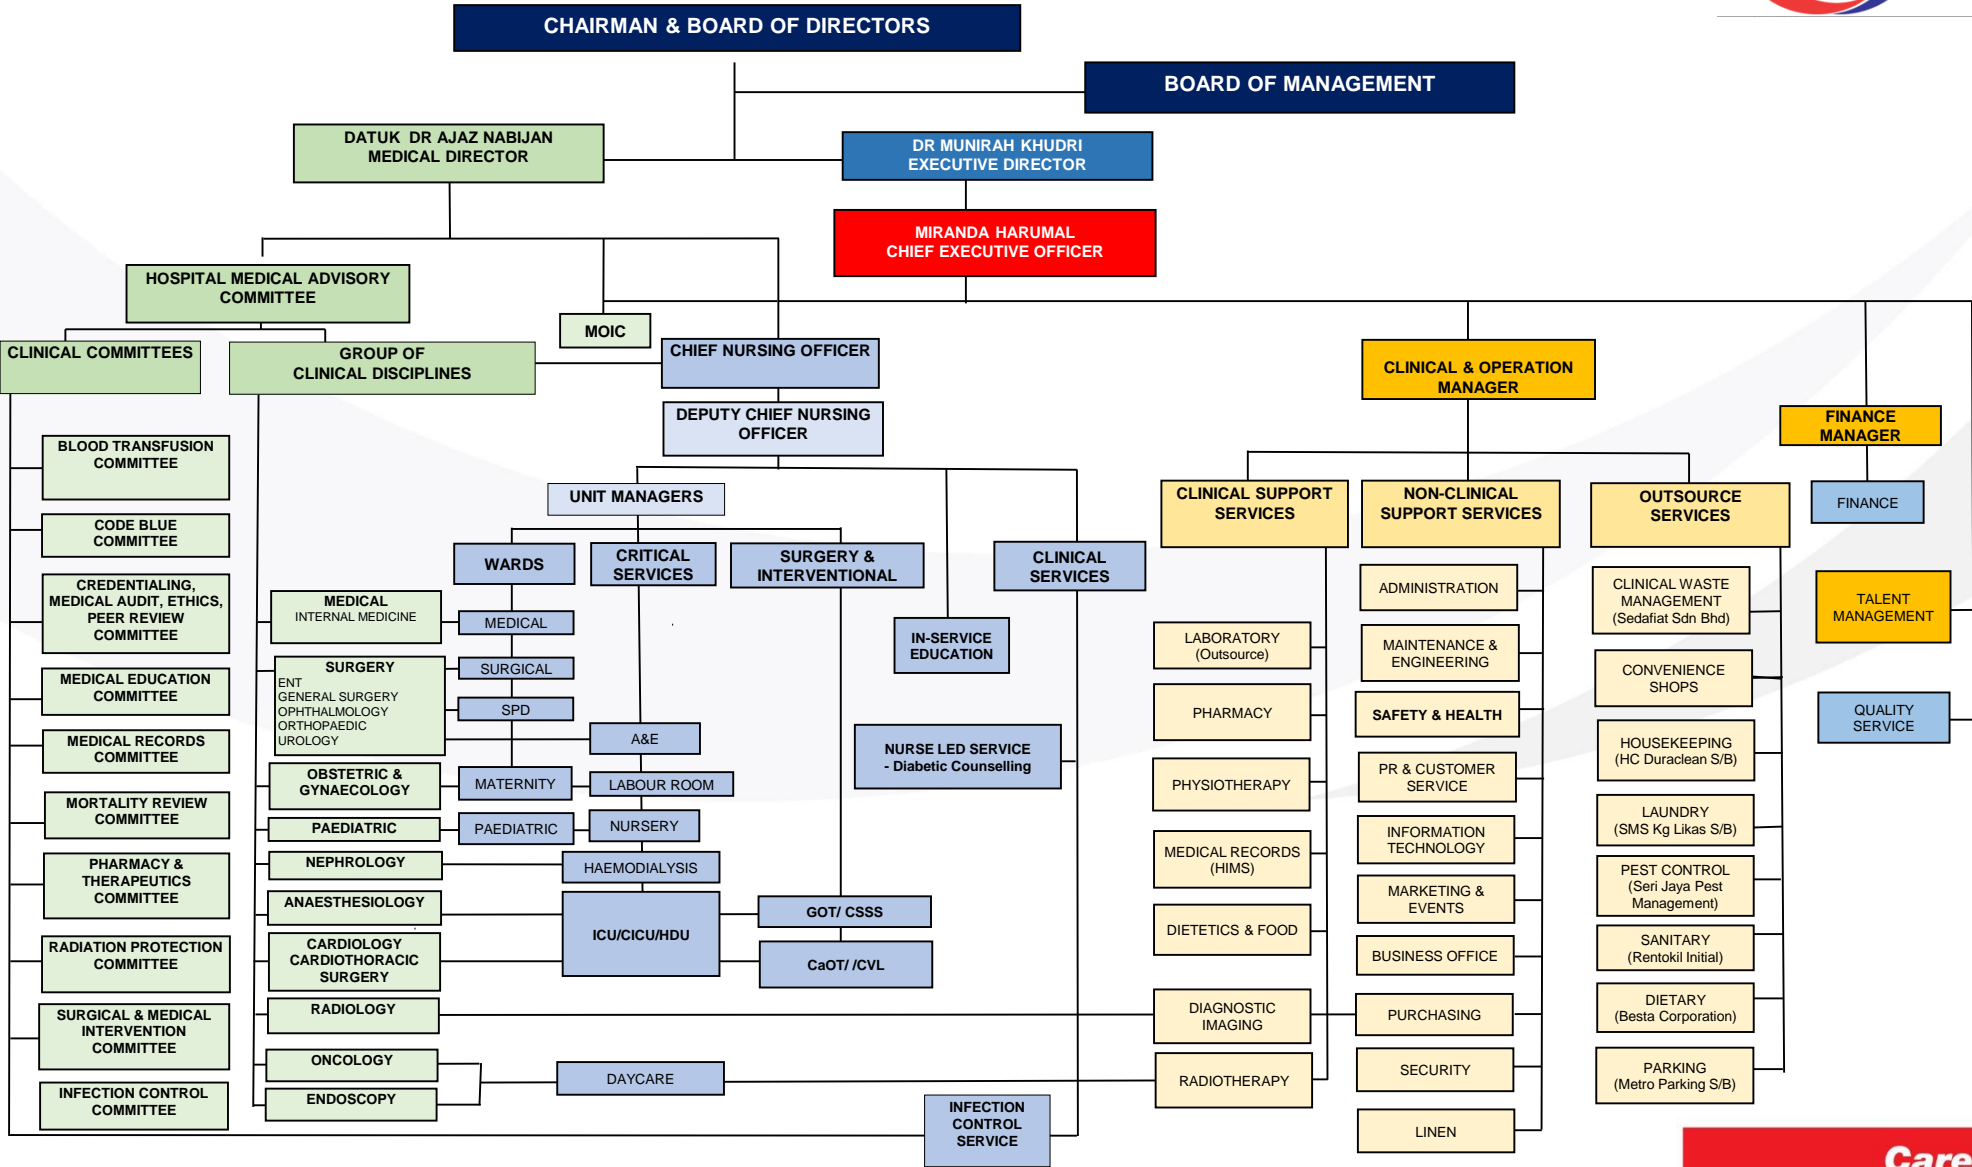 CHAIRMAN & BOARD OF DIRECTORS
BOARD OF MANAGEMENT
DATUK DR AJAZ NABIJAN
MEDICAL DIRECTOR
DR MUNIRAH KHUDRI
EXECUTIVE DIRECTOR
MIRANDA HARUMAL
CHIEF EXECUTIVE OFFICER
HOSPITAL MEDICAL ADVISORY
COMMITTEE
MOIC
CLINICAL COMMITTEES
GROUP OF
CLINICAL DISCIPLINES
CHIEF NURSING OFFICER
DEPUTY CHIEF NURSING
OFFICER
CLINICAL & OPERATION
MANAGER
FINANCE
MANAGER
BLOOD TRANSFUSION
COMMITTEE
CODE BLUE
COMMITTEE
CREDENTIALING,
MEDICAL AUDIT, ETHICS,
PEER REVIEW
COMMITTEE
MEDICAL EDUCATION
COMMITTEE
MEDICAL RECORDS
COMMITTEE
MORTALITY REVIEW
COMMITTEE
PHARMACY &
THERAPEUTICS
COMMITTEE
RADIATION PROTECTION
COMMITTEE
SURGICAL & MEDICAL
INTERVENTION
COMMITTEE
INFECTION CONTROL
COMMITTEE
MEDICAL
INTERNAL MEDICINE
SURGERY
ENT
GENERAL SURGERY
OPHTHALMOLOGY
ORTHOPAEDIC
UROLOGY
OBSTETRIC &
GYNAECOLOGY
PAEDIATRIC
NEPHROLOGY
ANAESTHESIOLOGY
CARDIOLOGY
CARDIOTHORACIC
SURGERY
RADIOLOGY
ONCOLOGY
ENDOSCOPY
UNIT MANAGERS
WARDS
CRITICAL
SERVICES
SURGERY &
INTERVENTIONAL
CLINICAL
SERVICES
MEDICAL
SURGICAL
SPD
MATERNITY
PAEDIATRIC
A&E
LABOUR ROOM
NURSERY
HAEMODIALYSIS
ICU/CICU/HDU
GOT/ CSSS
CaOT/ /CVL
DAYCARE
IN-SERVICE
EDUCATION
NURSE LED SERVICE
- Diabetic Counselling
INFECTION
CONTROL
SERVICE
CLINICAL SUPPORT
SERVICES
LABORATORY
(Outsource)
PHARMACY
PHYSIOTHERAPY
MEDICAL RECORDS
(HIMS)
DIETETICS & FOOD
DIAGNOSTIC
IMAGING
RADIOTHERAPY
NON-CLINICAL
SUPPORT SERVICES
ADMINISTRATION
MAINTENANCE &
ENGINEERING
SAFETY & HEALTH
PR & CUSTOMER
SERVICE
INFORMATION
TECHNOLOGY
MARKETING &
EVENTS
BUSINESS OFFICE
PURCHASING
SECURITY
LINEN
OUTSOURCE
SERVICES
CLINICAL WASTE
MANAGEMENT
(Sedafiat Sdn Bhd)
CONVENIENCE
SHOPS
HOUSEKEEPING
(HC Duraclean S/B)
LAUNDRY
(SMS Kg Likas S/B)
PEST CONTROL
(Seri Jaya Pest
Management)
SANITARY
(Rentokil Initial)
DIETARY
(Besta Corporation)
PARKING
(Metro Parking S/B)
FINANCE
TALENT
MANAGEMENT
QUALITY
SERVICE
Care